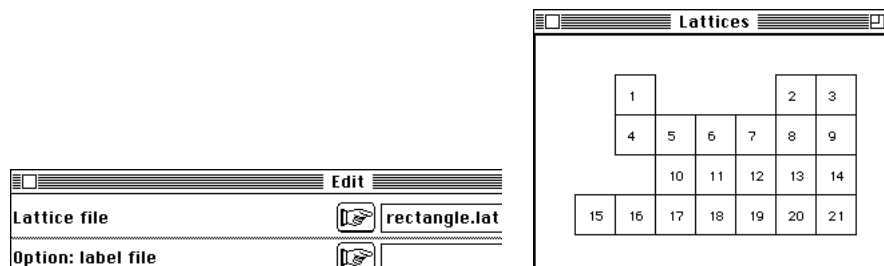 Lattices
1 2 3
4 5 6 7 8 9
10 11 12 13 14
15 16 17 18 19 20 21
Edit
Lattice file rectangle.lat
Option: label file